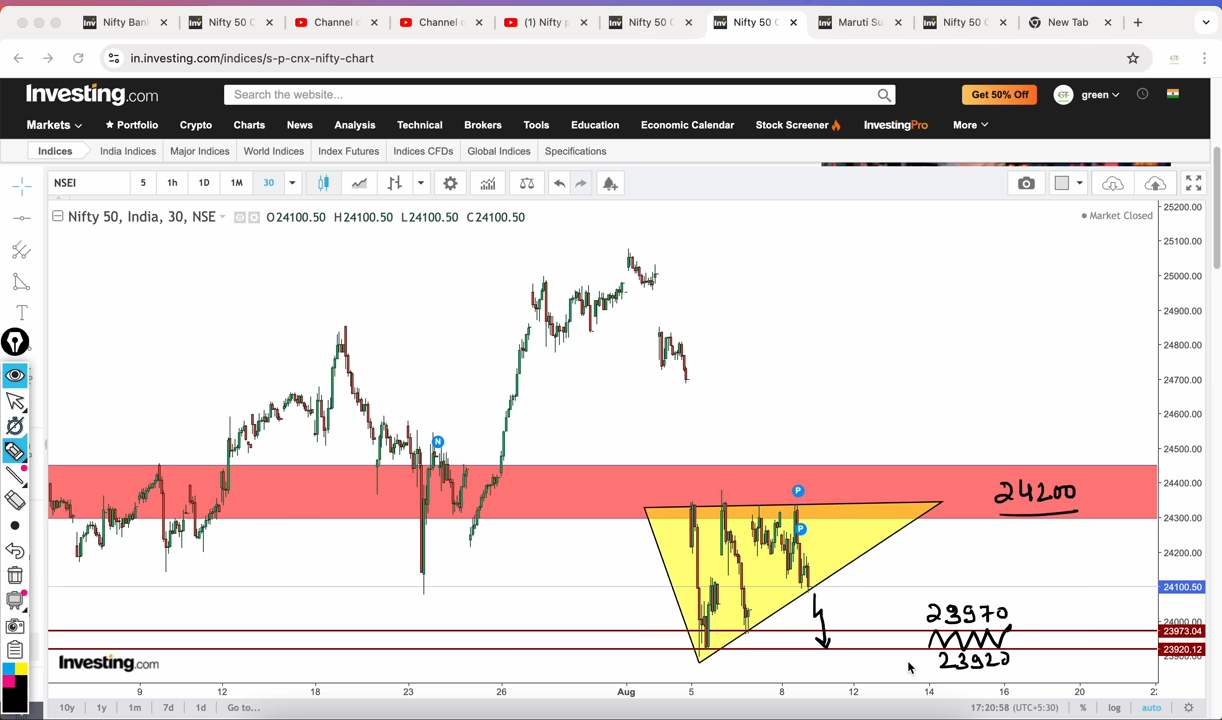 Nifty Bank
Nifty 50 C
Channel c
Channel c
(1) Nifty p
Nifty 50 C
Nifty 50 C
Maruti Su
Nifty 50 C
New Tab
in.investing.com/indices/s-p-cnx-nifty-chart
Investing.com
Search the website...
Get 50% Off
green
Markets
Portfolio
Crypto
Charts
News
Analysis
Technical
Brokers
Tools
Education
Economic Calendar
Stock Screener
InvestingPro
More
Indices
India Indices
Major Indices
World Indices
Index Futures
Indices CFDs
Global Indices
Specifications
NSEI
5
1h
1D
1M
30
Nifty 50, India, 30, NSE
O24100.50 H24100.50 L24100.50 C24100.50
Market Closed
25200.00
25100.00
25000.00
24900.00
24800.00
24700.00
24600.00
24500.00
24400.00
24300.00
24200.00
24100.50
24000.00
23973.04
23920.12
N
P
P
24200
23970
23920
Investing.com
9
12
18
23
26
Aug
5
8
12
14
16
20
10y
1y
1m
7d
1d
Go to...
17:20:58 (UTC+5:30)
%
log
auto